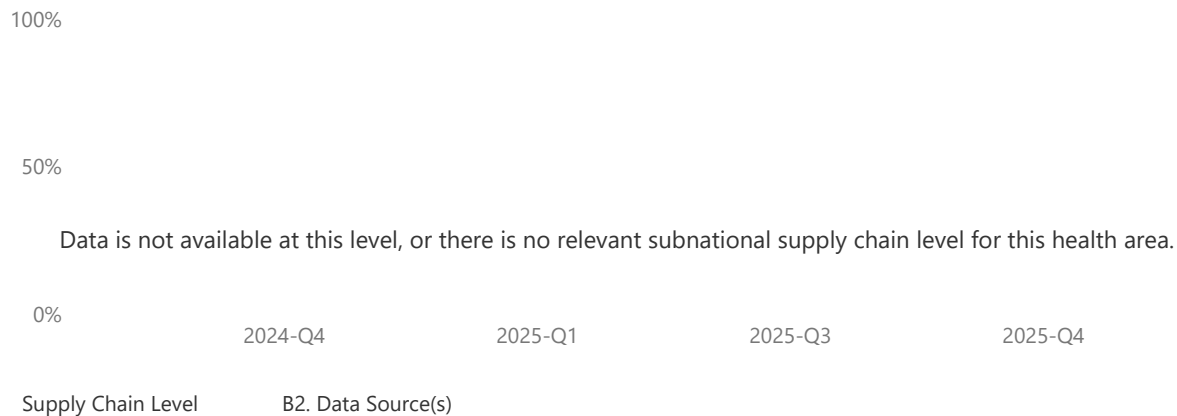 100%
50%
Data is not available at this level, or there is no relevant subnational supply chain level for this health area.
0%
2024-Q4 2025-Q1 2025-Q3 2025-Q4
Supply Chain Level B2. Data Source(s)